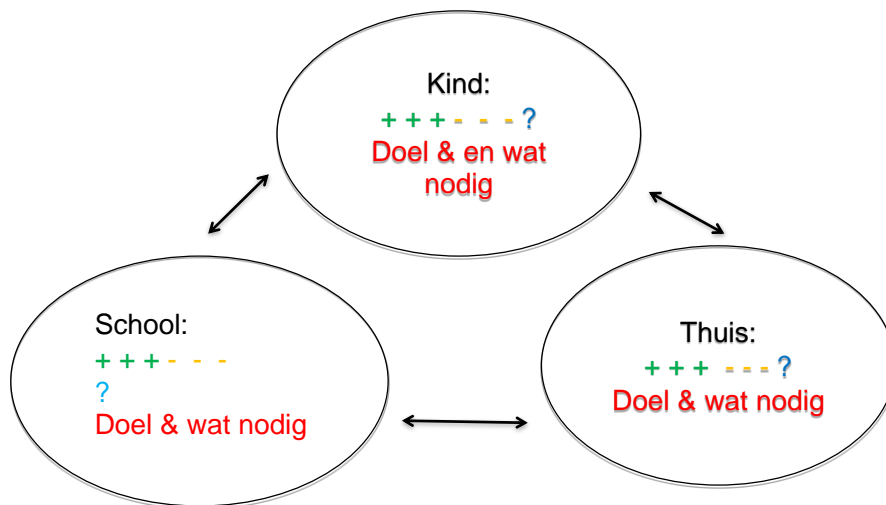 Kind:
+ + + - - - ?
Doel & en wat
nodig
School:
+ + + - - -
?
Doel & wat nodig
Thuis:
+ + + - - - ?
Doel & wat nodig